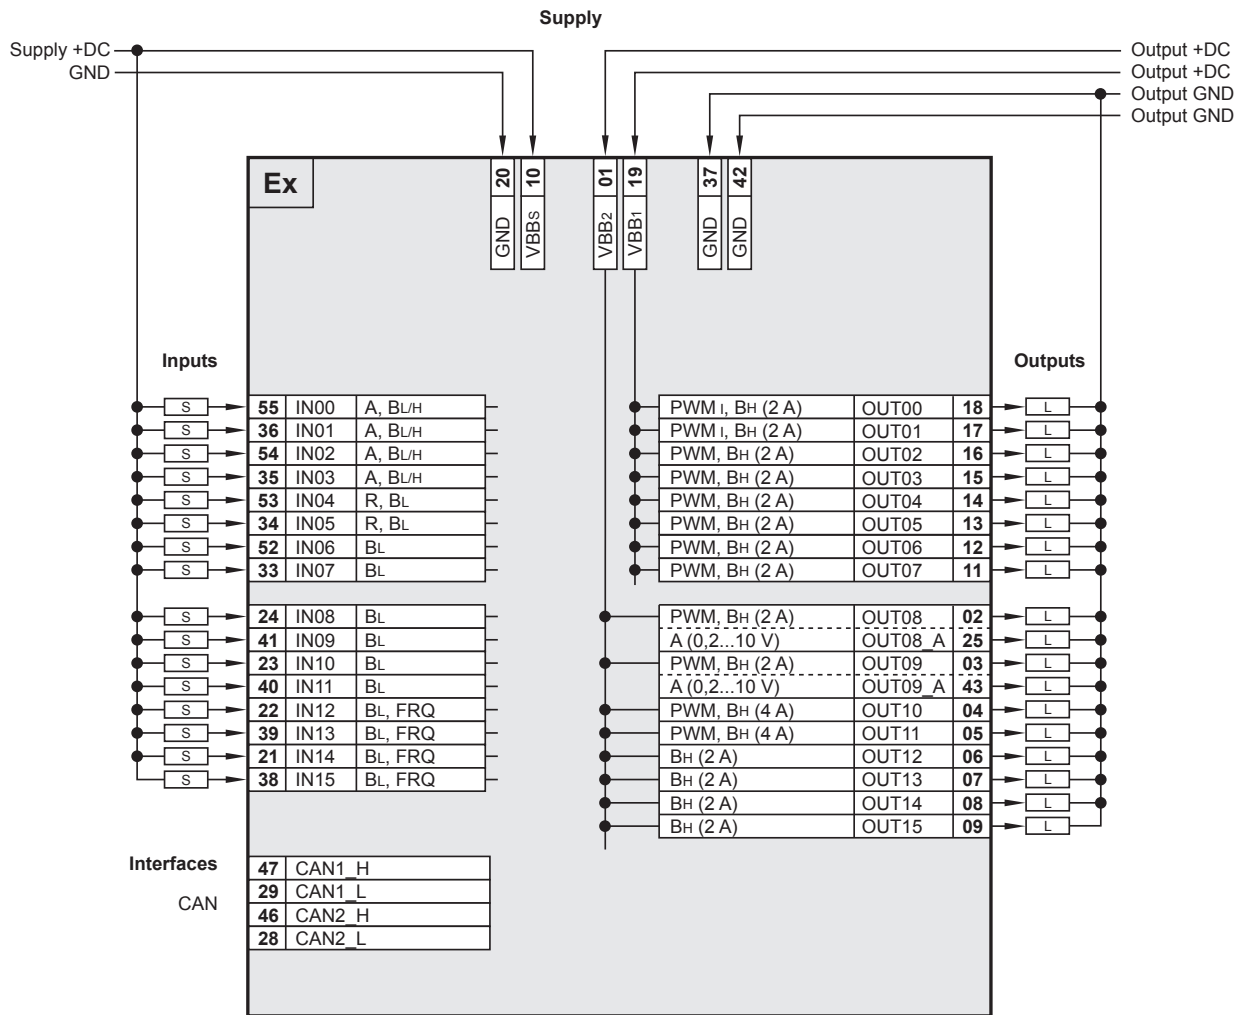 Supply
Supply +DC
GND
Output +DC
Output +DC
Output GND
Output GND
Ex
20 GND
10 VBBS
01 VBB2
19 VBB1
37 GND
42 GND
Inputs
Outputs
S 55 IN00 A, BL/H
S 36 IN01 A, BL/H
S 54 IN02 A, BL/H
S 35 IN03 A, BL/H
S 53 IN04 R, BL
S 34 IN05 R, BL
S 52 IN06 BL
S 33 IN07 BL
S 24 IN08 BL
S 41 IN09 BL
S 23 IN10 BL
S 40 IN11 BL
S 22 IN12 BL, FRQ
S 39 IN13 BL, FRQ
S 21 IN14 BL, FRQ
S 38 IN15 BL, FRQ
PWM I, BH (2 A) OUT00 18 L
PWM I, BH (2 A) OUT01 17 L
PWM, BH (2 A) OUT02 16 L
PWM, BH (2 A) OUT03 15 L
PWM, BH (2 A) OUT04 14 L
PWM, BH (2 A) OUT05 13 L
PWM, BH (2 A) OUT06 12 L
PWM, BH (2 A) OUT07 11 L
PWM, BH (2 A) OUT08 02 L
A (0,2...10 V) OUT08_A 25 L
PWM, BH (2 A) OUT09 03 L
A (0,2...10 V) OUT09_A 43 L
PWM, BH (4 A) OUT10 04 L
PWM, BH (4 A) OUT11 05 L
BH (2 A) OUT12 06 L
BH (2 A) OUT13 07 L
BH (2 A) OUT14 08 L
BH (2 A) OUT15 09 L
Interfaces
CAN
47 CAN1_H
29 CAN1_L
46 CAN2_H
28 CAN2_L